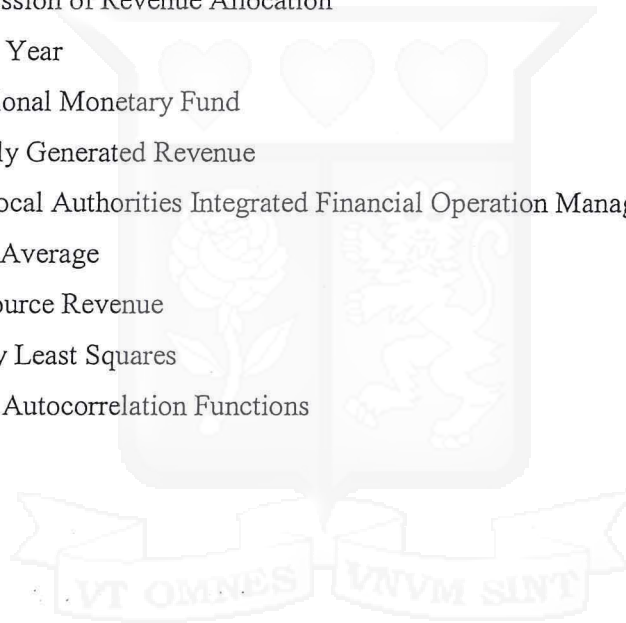 ssion of Revenue Allocation
Year
onal Monetary Fund
ly Generated Revenue
ocal Authorities Integrated Financial Operation Manag
Average
ource Revenue
y Least Squares
Autocorrelation Functions
VT OMNES VNVM SINT